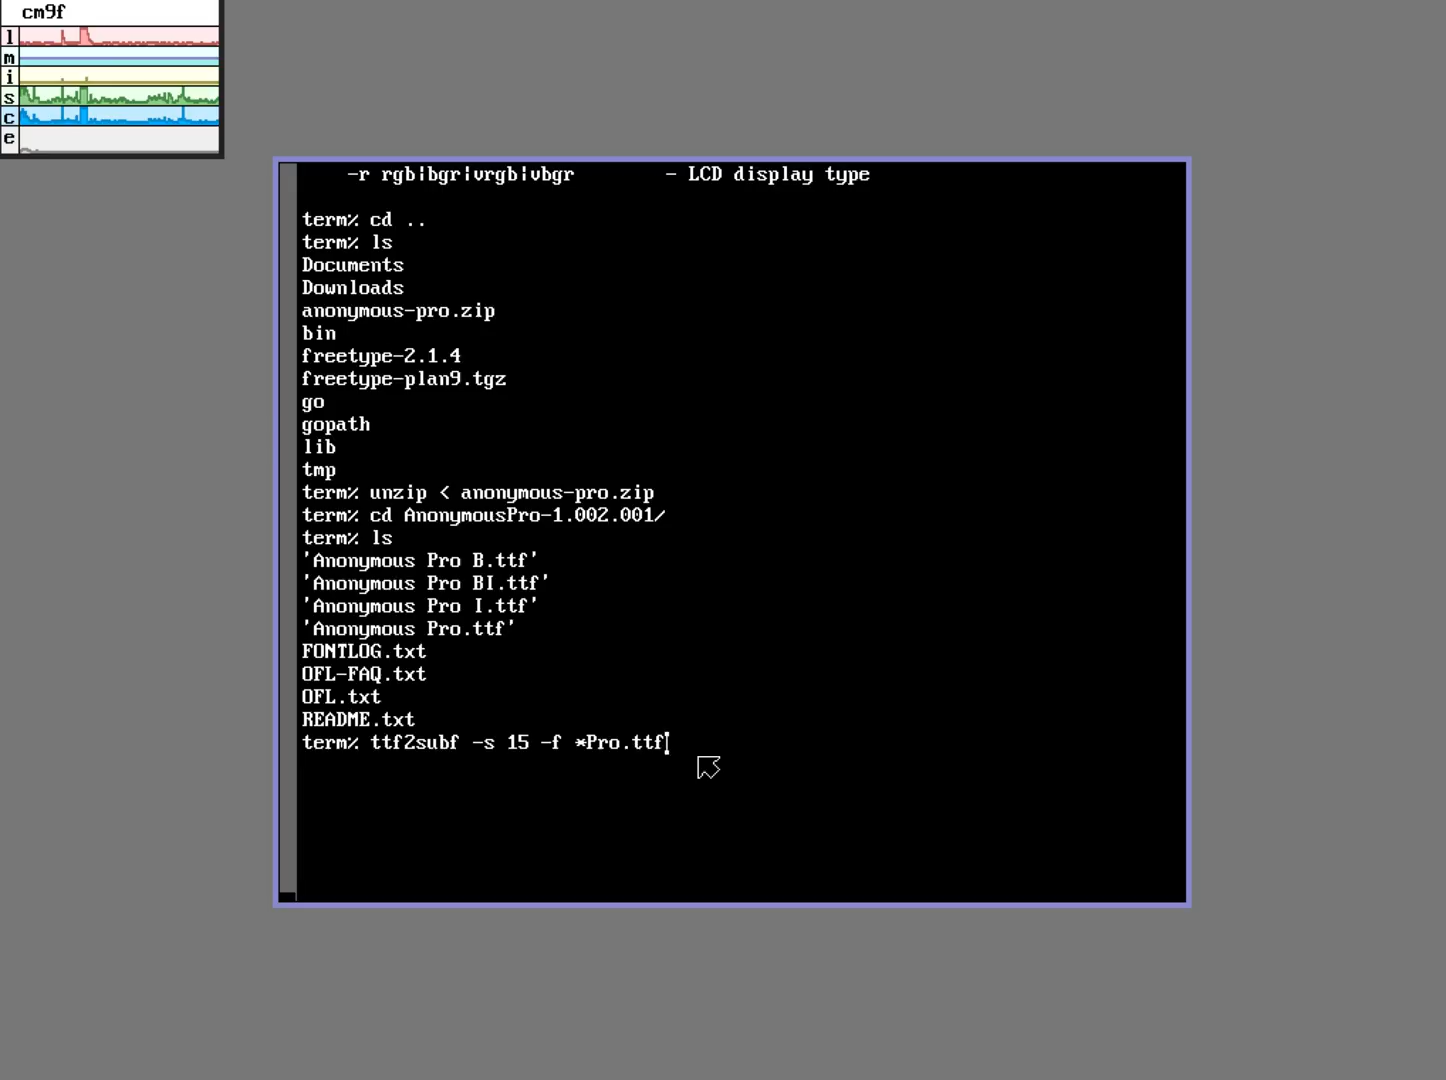 cm9f
l
m
i
s
c
e
-r rgb|bgr|vrgb|vbgr - LCD display type
term% cd ..
term% ls
Documents
Downloads
anonymous-pro.zip
bin
freetype-2.1.4
freetype-plan9.tgz
go
gopath
lib
tmp
term% unzip < anonymous-pro.zip
term% cd AnonymousPro-1.002.001/
term% ls
'Anonymous Pro B.ttf'
'Anonymous Pro BI.ttf'
'Anonymous Pro I.ttf'
'Anonymous Pro.ttf'
FONTLOG.txt
OFL-FAQ.txt
OFL.txt
README.txt
term% ttf2subf -s 15 -f *Pro.ttf